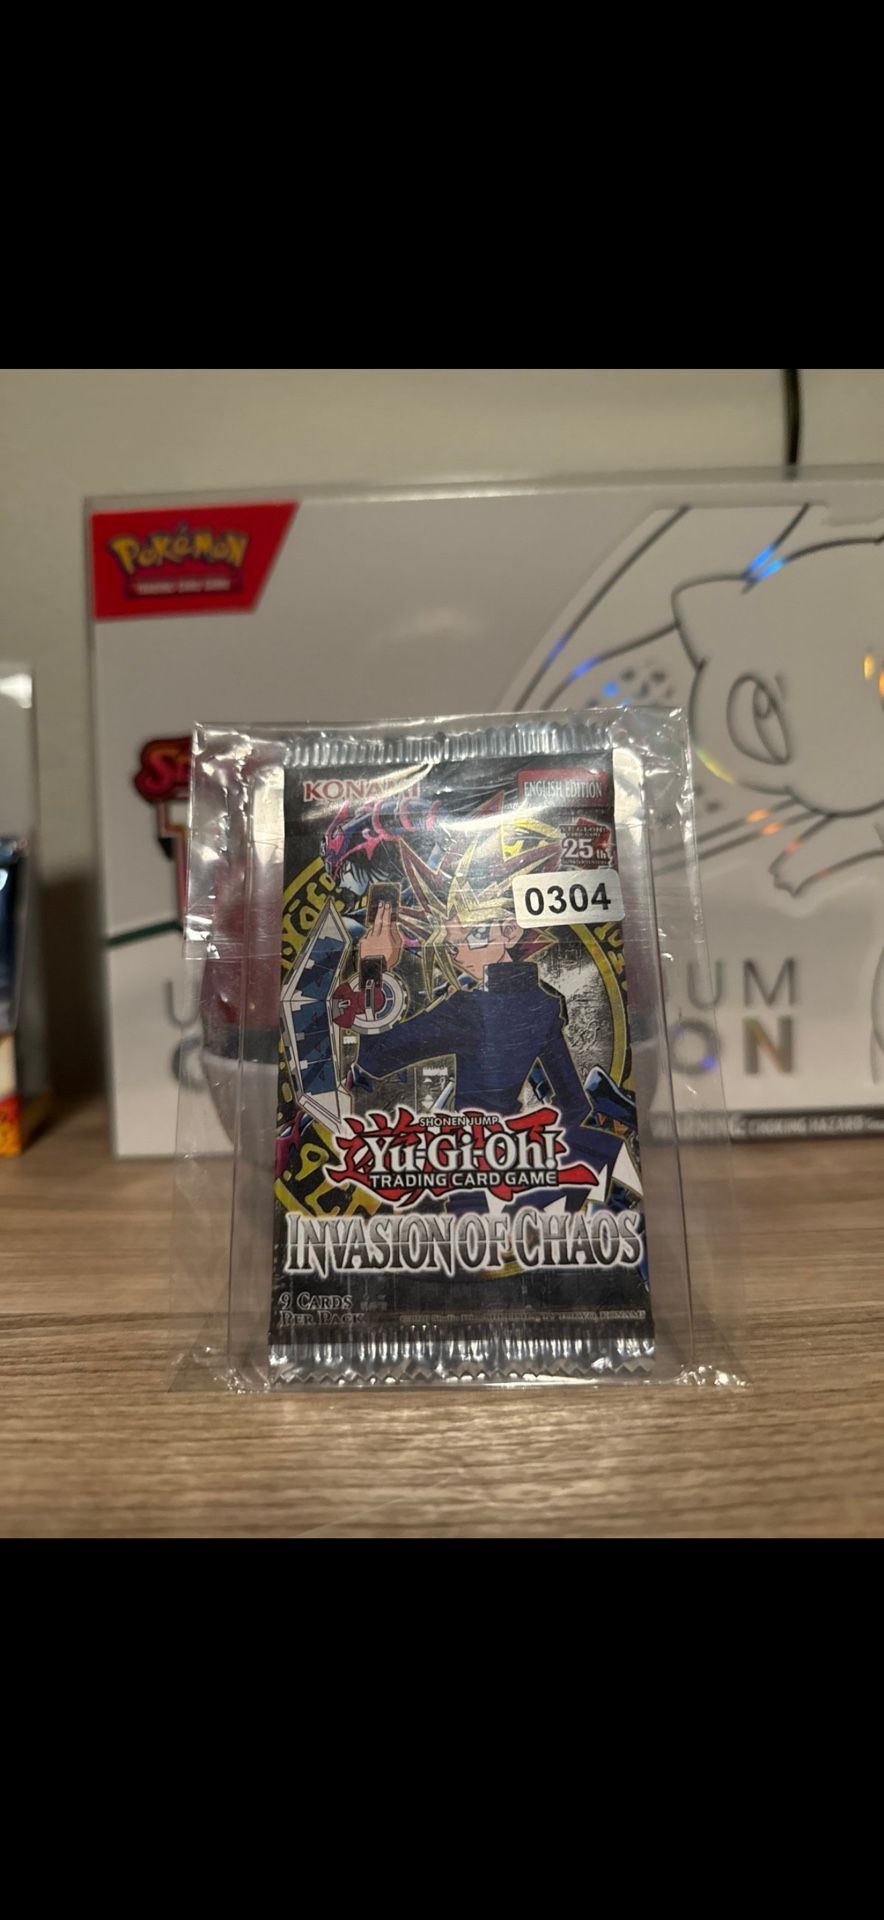 POKéMON
KONAMI
ENGLISH EDITION
25th
0304
SHONEN JUMP
Yu-Gi-Oh!
TRADING CARD GAME
INVASION OF CHAOS
9 CARDS
PER PACK
UM
ON
CHOKING HAZARD